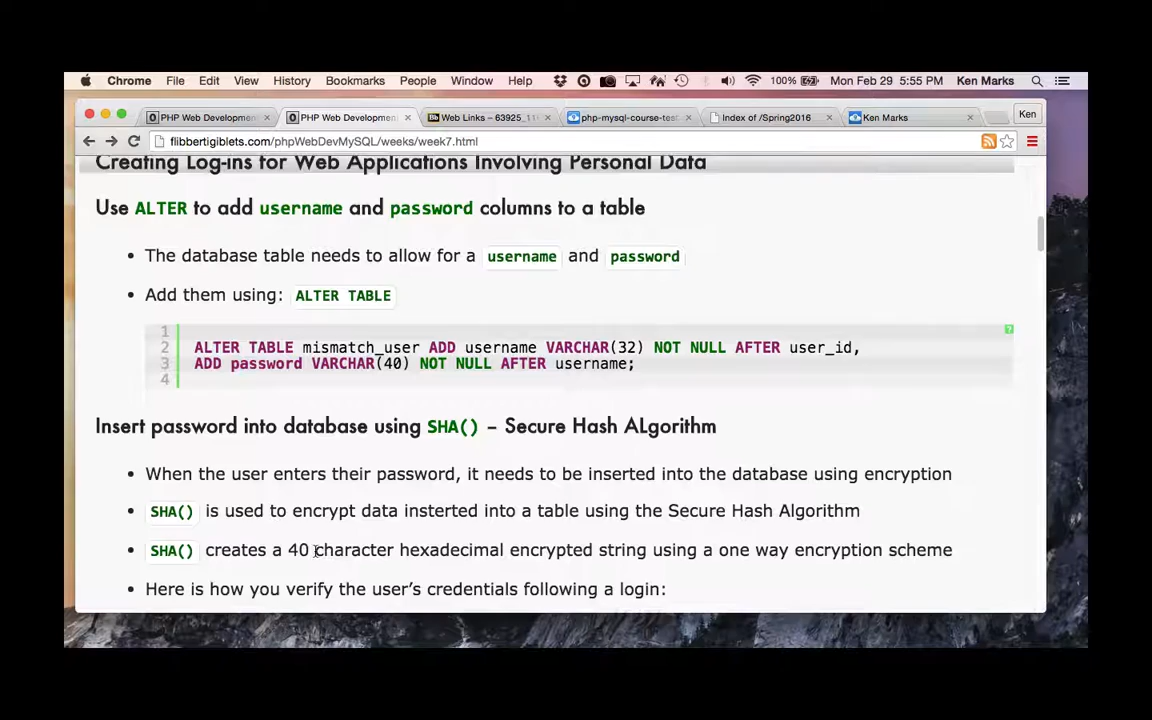 Chrome File Edit View History Bookmarks People Window Help 100% Mon Feb 29 5:55 PM Ken Marks
PHP Web Developmen × PHP Web Developmen × Web Links – 63925_11 × php-mysql-course-test × Index of /Spring2016 × Ken Marks × Ken
flibbertigiblets.com/phpWebDevMySQL/weeks/week7.html
Creating Log-ins for Web Applications Involving Personal Data
Use ALTER to add username and password columns to a table
• The database table needs to allow for a username and password
• Add them using: ALTER TABLE
1 ?
2 ALTER TABLE mismatch_user ADD username VARCHAR(32) NOT NULL AFTER user_id,
3 ADD password VARCHAR(40) NOT NULL AFTER username;
4
Insert password into database using SHA() – Secure Hash ALgorithm
• When the user enters their password, it needs to be inserted into the database using encryption
• SHA() is used to encrypt data insterted into a table using the Secure Hash Algorithm
• SHA() creates a 40 character hexadecimal encrypted string using a one way encryption scheme
• Here is how you verify the user's credentials following a login: